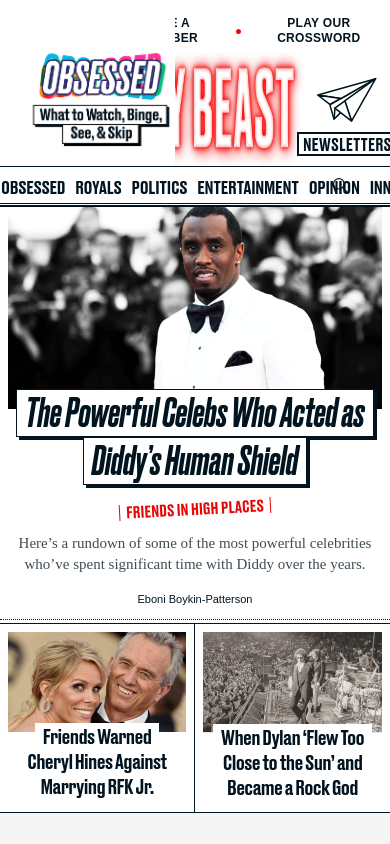 E A
BER
PLAY OUR
CROSSWORD
OBSESSED
What to Watch, Binge,
See, & Skip
Y BEAST
NEWSLETTERS
OBSESSED ROYALS POLITICS ENTERTAINMENT OPINION INN
The Powerful Celebs Who Acted as
Diddy’s Human Shield
FRIENDS IN HIGH PLACES
Here’s a rundown of some of the most powerful celebrities
who’ve spent significant time with Diddy over the years.
Eboni Boykin-Patterson
Friends Warned
Cheryl Hines Against
Marrying RFK Jr.
When Dylan ‘Flew Too
Close to the Sun’ and
Became a Rock God